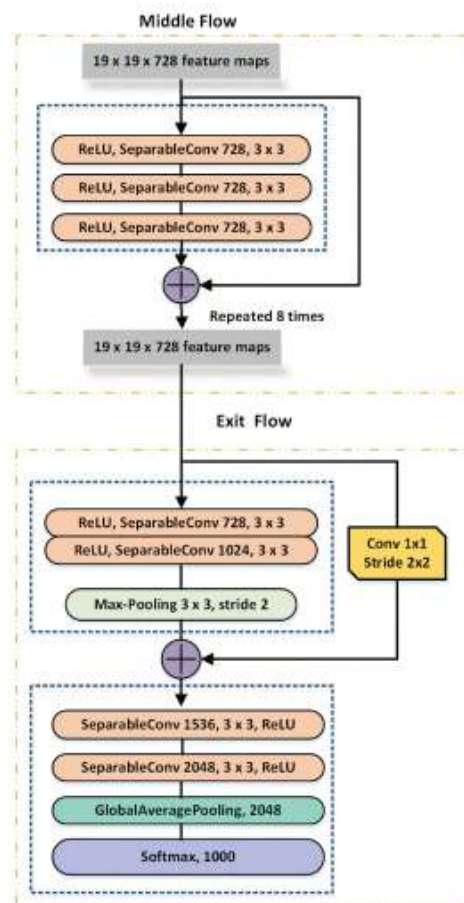 Middle Flow
19 x 19 x 728 feature maps
ReLU, SeparableConv 728, 3 x 3
ReLU, SeparableConv 728, 3 x 3
ReLU, SeparableConv 728, 3 x 3
Repeated 8 times
19 x 19 x 728 feature maps
Exit Flow
ReLU, SeparableConv 728, 3 x 3
ReLU, SeparableConv 1024, 3 x 3
Conv 1x1
Stride 2x2
Max-Pooling 3 x 3, stride 2
SeparableConv 1536, 3 x 3, ReLU
SeparableConv 2048, 3 x 3, ReLU
GlobalAveragePooling, 2048
Softmax, 1000